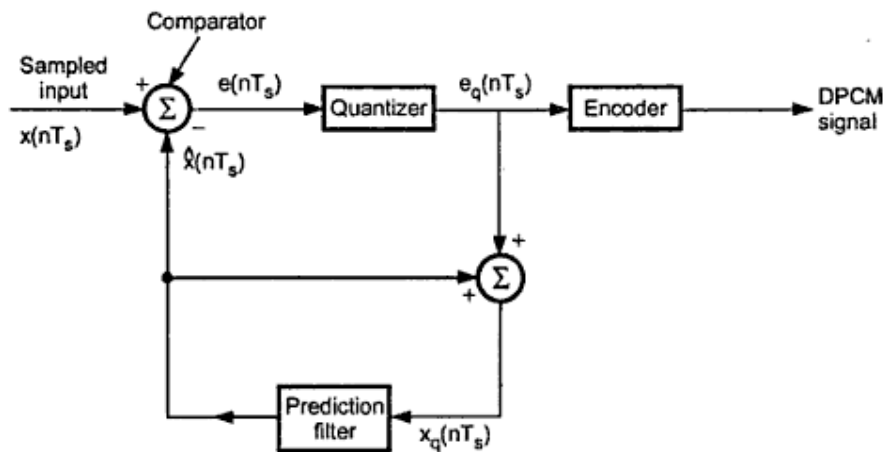 Comparator
Sampled
input
+
Σ
−
x(nTs)
x̂(nTs)
e(nTs)
Quantizer
eq(nTs)
Encoder
DPCM
signal
+
+
Σ
Prediction
filter
xq(nTs)